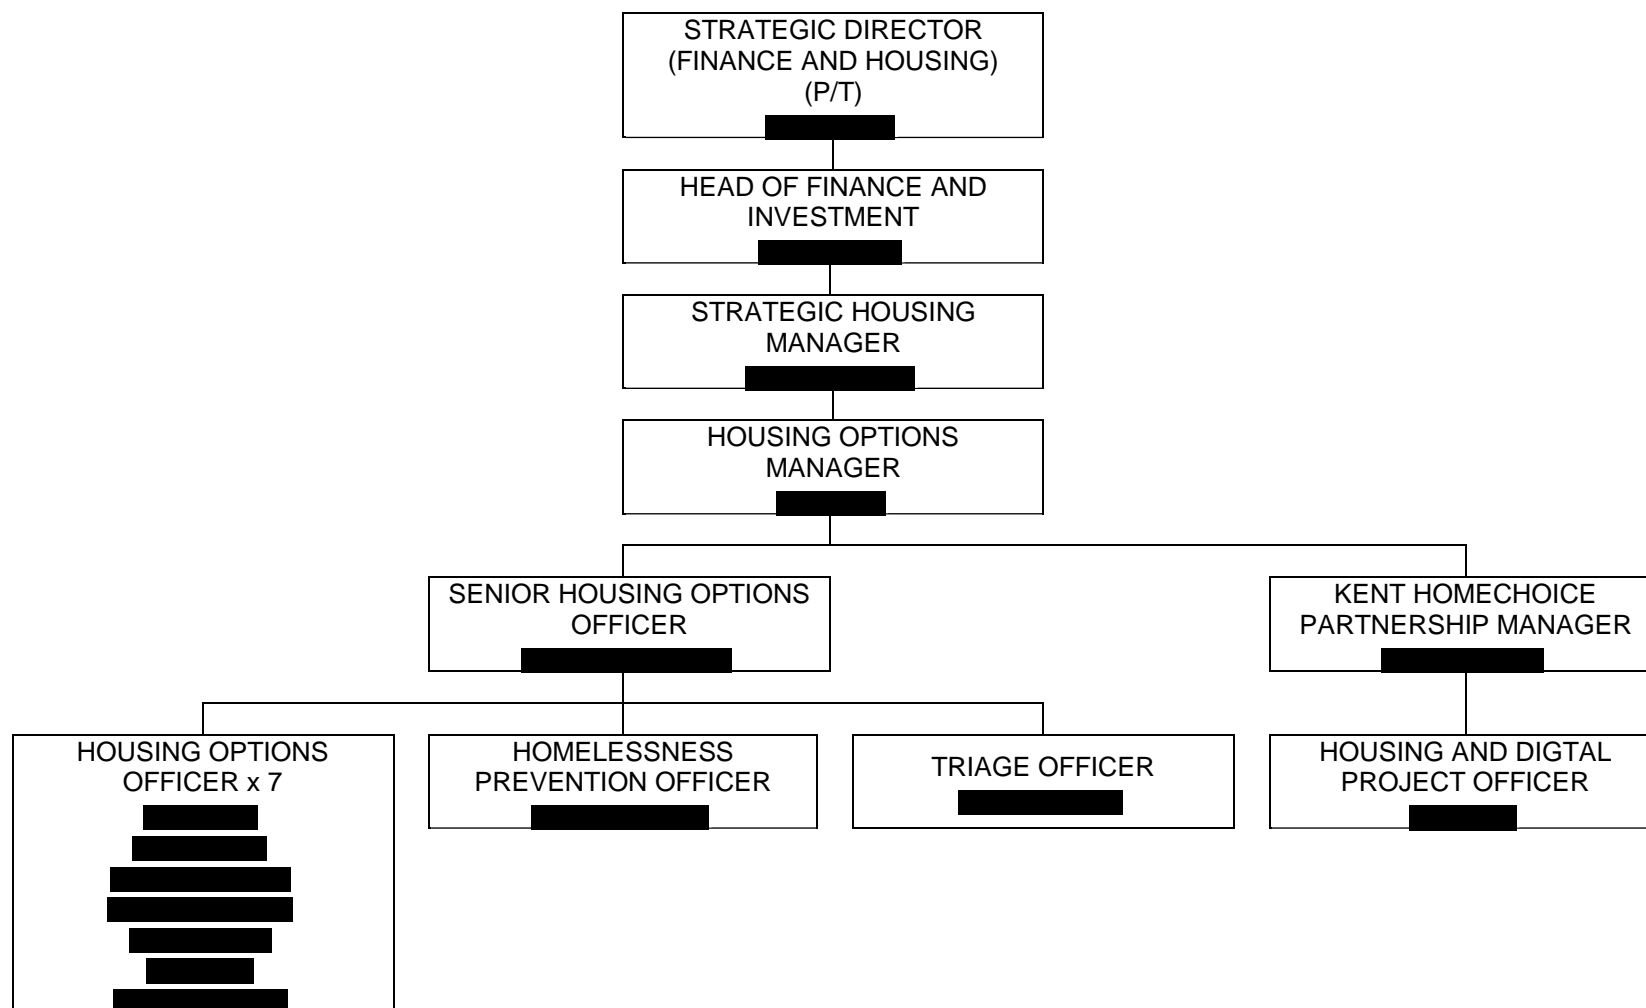 STRATEGIC DIRECTOR
(FINANCE AND HOUSING)
(P/T)
HEAD OF FINANCE AND
INVESTMENT
STRATEGIC HOUSING
MANAGER
HOUSING OPTIONS
MANAGER
SENIOR HOUSING OPTIONS
OFFICER
KENT HOMECHOICE
PARTNERSHIP MANAGER
HOUSING OPTIONS
OFFICER x 7
HOMELESSNESS
PREVENTION OFFICER
TRIAGE OFFICER
HOUSING AND DIGTAL
PROJECT OFFICER